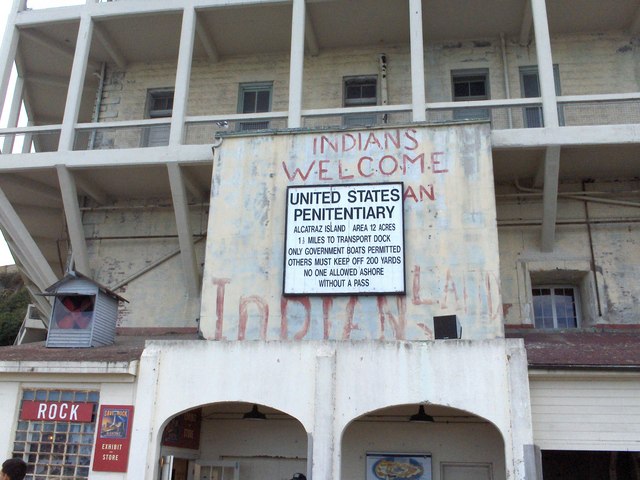 INDIANS
WELCOME
UNITED STATES
PENITENTIARY
ALCATRAZ ISLAND AREA 12 ACRES
1½ MILES TO TRANSPORT DOCK
ONLY GOVERNMENT BOATS PERMITTED
OTHERS MUST KEEP OFF 200 YARDS
NO ONE ALLOWED ASHORE
WITHOUT A PASS
AN
INDIAN LAND
ROCK
EXHIBIT
STORE